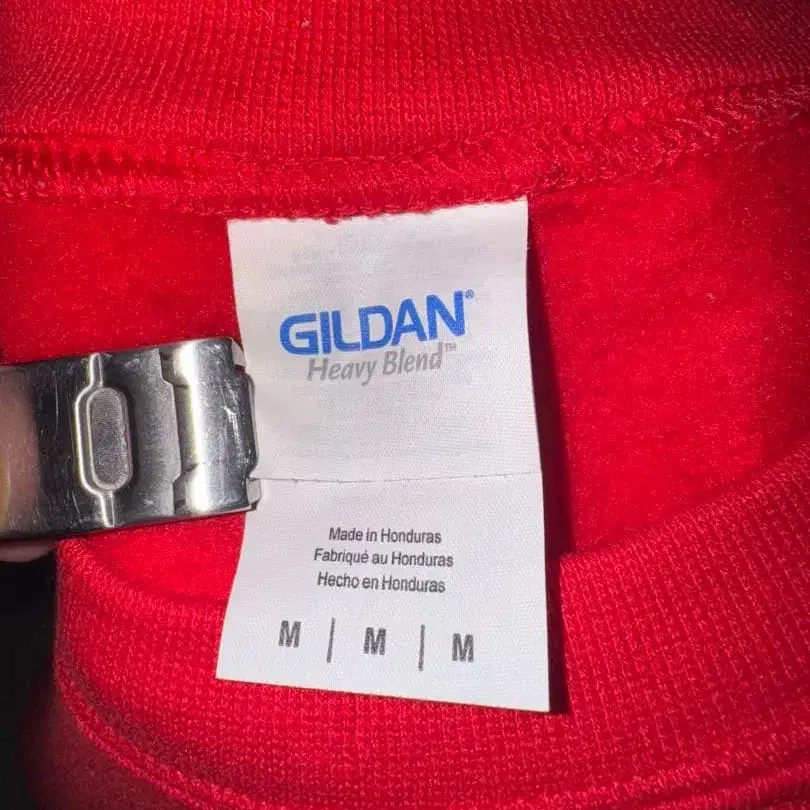 GILDAN®
Heavy Blend™
Made in Honduras
Fabriqué au Honduras
Hecho en Honduras
M | M | M